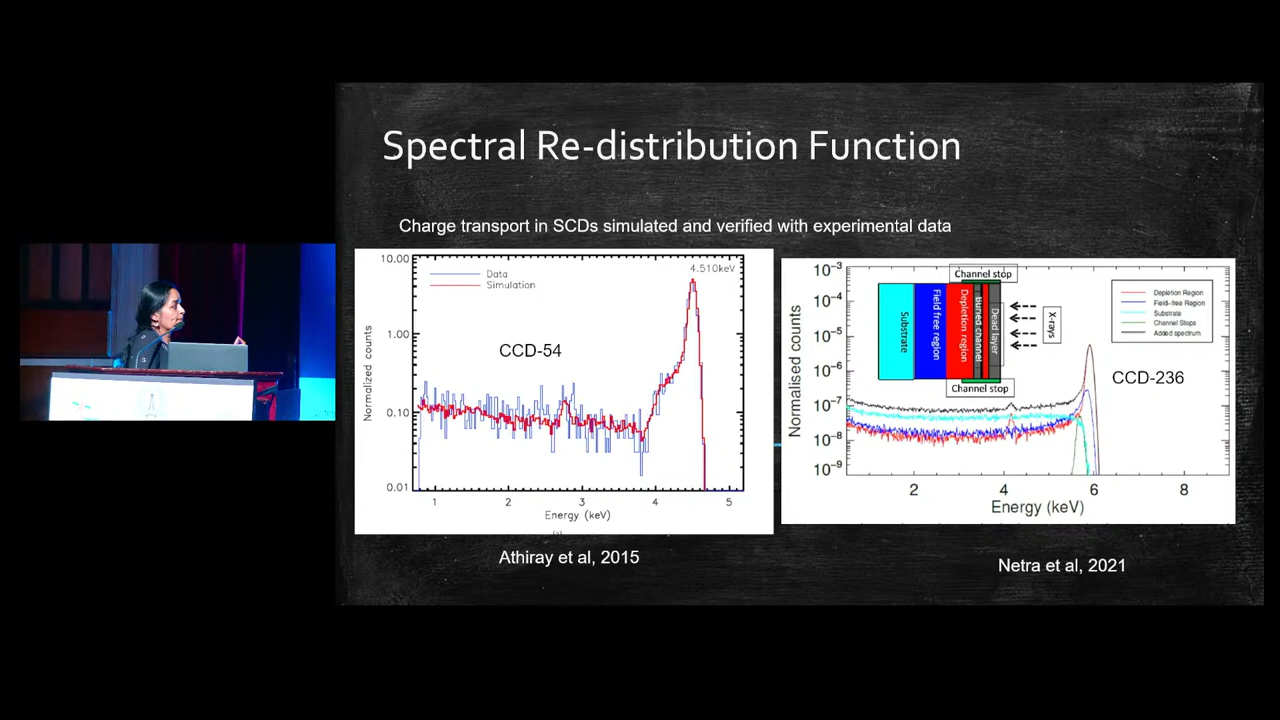 Spectral Re-distribution Function
Charge transport in SCDs simulated and verified with experimental data
10.00
1.00
0.10
0.01
Normalized counts
Data
Simulation
4.510keV
CCD-54
1
2
3
4
5
Energy (keV)
(a)
Athiray et al, 2015
10⁻³
10⁻⁴
10⁻⁵
10⁻⁶
10⁻⁷
10⁻⁸
10⁻⁹
Normalised counts
Channel stop
Substrate
Field free region
Depletion region
Buried channel
Dead layer
X-rays
Channel stop
Depletion Region
Field-free Region
Substrate
Channel Stops
Added spectrum
CCD-236
2
4
6
8
Energy (keV)
Netra et al, 2021